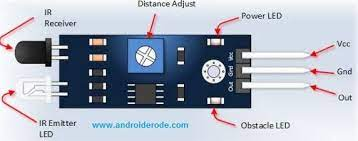 Distance Adjust
IR
Receiver
Power LED
Vcc
Vcc
Grd
Gnd
Out
Out
IR Emitter
LED
www.androiderode.com
Obstacle LED